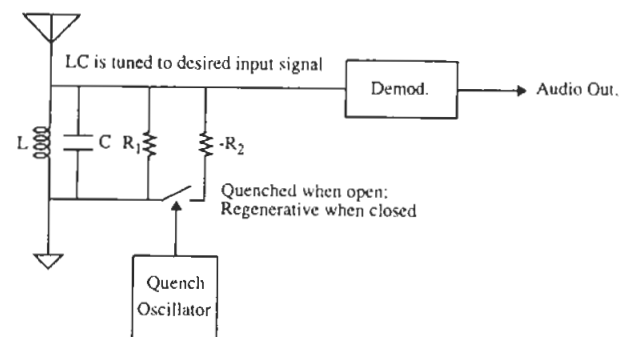 LC is tuned to desired input signal
Demod.
Audio Out.
L
C
R1
-R2
Quenched when open;
Regenerative when closed
Quench
Oscillator